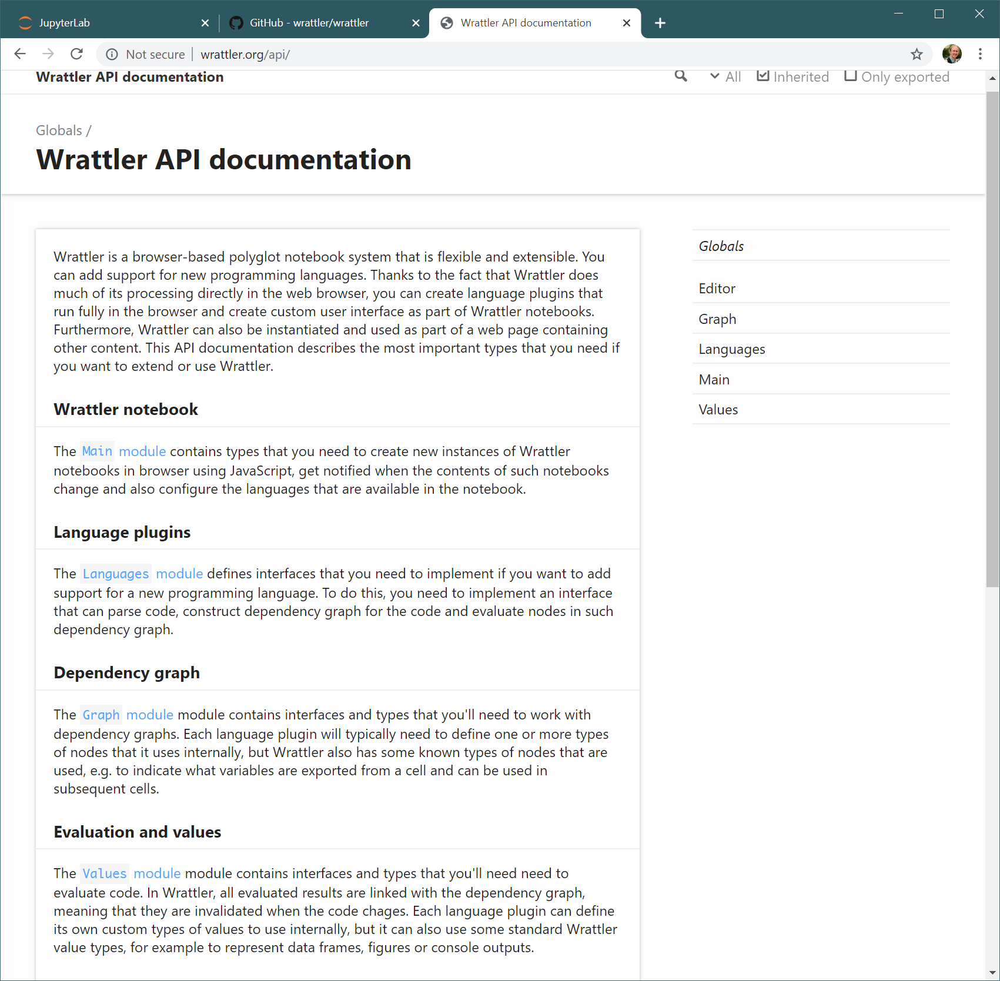 JupyterLab
GitHub - wrattler/wrattler
Wrattler API documentation
Not secure
wrattler.org/api/
Wrattler API documentation
All
Inherited
Only exported
Globals /
Wrattler API documentation
Wrattler is a browser-based polyglot notebook system that is flexible and extensible. You
can add support for new programming languages. Thanks to the fact that Wrattler does
much of its processing directly in the web browser, you can create language plugins that
run fully in the browser and create custom user interface as part of Wrattler notebooks.
Furthermore, Wrattler can also be instantiated and used as part of a web page containing
other content. This API documentation describes the most important types that you need if
you want to extend or use Wrattler.
Wrattler notebook
The Main module contains types that you need to create new instances of Wrattler
notebooks in browser using JavaScript, get notified when the contents of such notebooks
change and also configure the languages that are available in the notebook.
Language plugins
The Languages module defines interfaces that you need to implement if you want to add
support for a new programming language. To do this, you need to implement an interface
that can parse code, construct dependency graph for the code and evaluate nodes in such
dependency graph.
Dependency graph
The Graph module module contains interfaces and types that you'll need to work with
dependency graphs. Each language plugin will typically need to define one or more types
of nodes that it uses internally, but Wrattler also has some known types of nodes that are
used, e.g. to indicate what variables are exported from a cell and can be used in
subsequent cells.
Evaluation and values
The Values module module contains interfaces and types that you'll need need to
evaluate code. In Wrattler, all evaluated results are linked with the dependency graph,
meaning that they are invalidated when the code chages. Each language plugin can define
its own custom types of values to use internally, but it can also use some standard Wrattler
value types, for example to represent data frames, figures or console outputs.
Globals
Editor
Graph
Languages
Main
Values